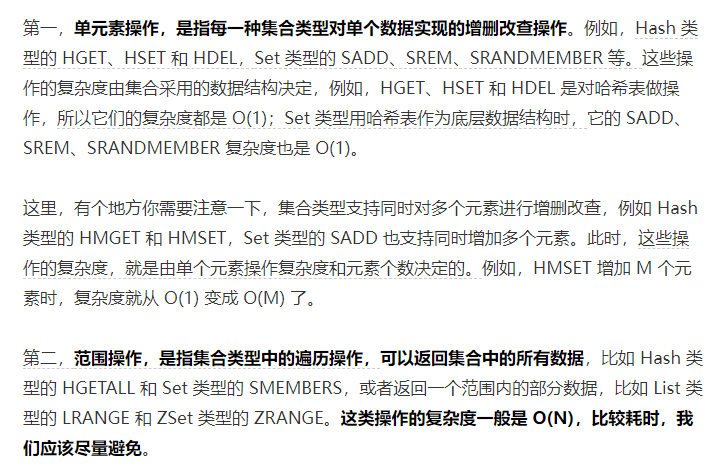 第一，单元素操作，是指每一种集合类型对单个数据实现的增删改查操作。例如，Hash 类
型的 HGET、HSET 和 HDEL，Set 类型的 SADD、SREM、SRANDMEMBER 等。这些操
作的复杂度由集合采用的数据结构决定，例如，HGET、HSET 和 HDEL 是对哈希表做操
作，所以它们的复杂度都是 O(1)；Set 类型用哈希表作为底层数据结构时，它的 SADD、
SREM、SRANDMEMBER 复杂度也是 O(1)。
这里，有个地方你需要注意一下，集合类型支持同时对多个元素进行增删改查，例如 Hash
类型的 HMGET 和 HMSET，Set 类型的 SADD 也支持同时增加多个元素。此时，这些操
作的复杂度，就是由单个元素操作复杂度和元素个数决定的。例如，HMSET 增加 M 个元
素时，复杂度就从 O(1) 变成 O(M) 了。
第二，范围操作，是指集合类型中的遍历操作，可以返回集合中的所有数据，比如 Hash 类
型的 HGETALL 和 Set 类型的 SMEMBERS，或者返回一个范围内的部分数据，比如 List 类
型的 LRANGE 和 ZSet 类型的 ZRANGE。这类操作的复杂度一般是 O(N)，比较耗时，我
们应该尽量避免。